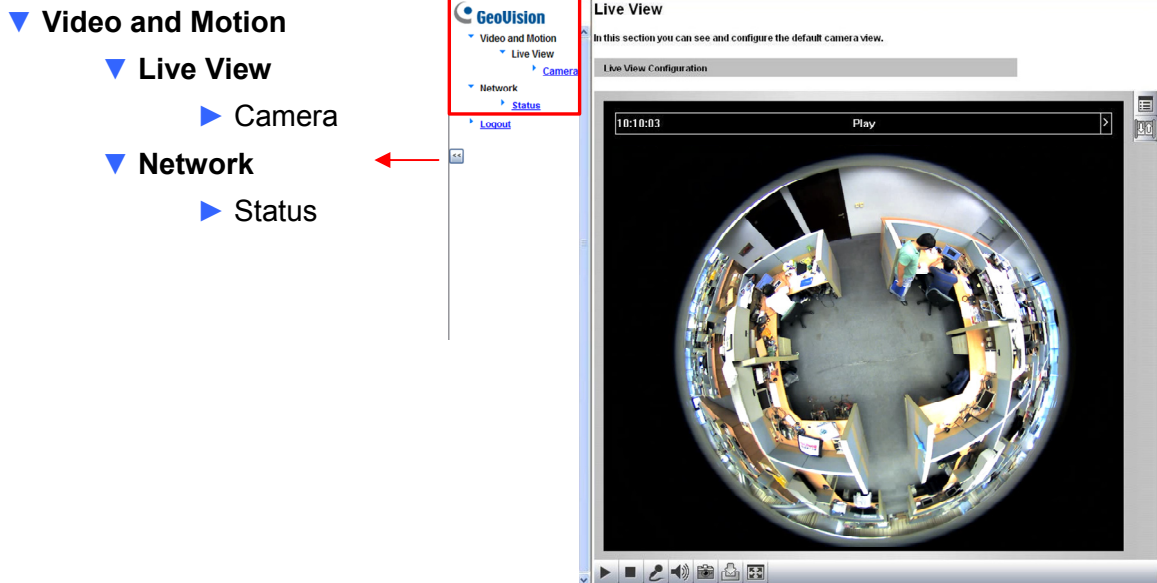 Video and Motion
Live View
Camera
Network
Status
GeoVision
Video and Motion
Live View
Camera
Network
Status
Logout
<<
Live View
In this section you can see and configure the default camera view.
Live View Configuration
10:10:03 Play >